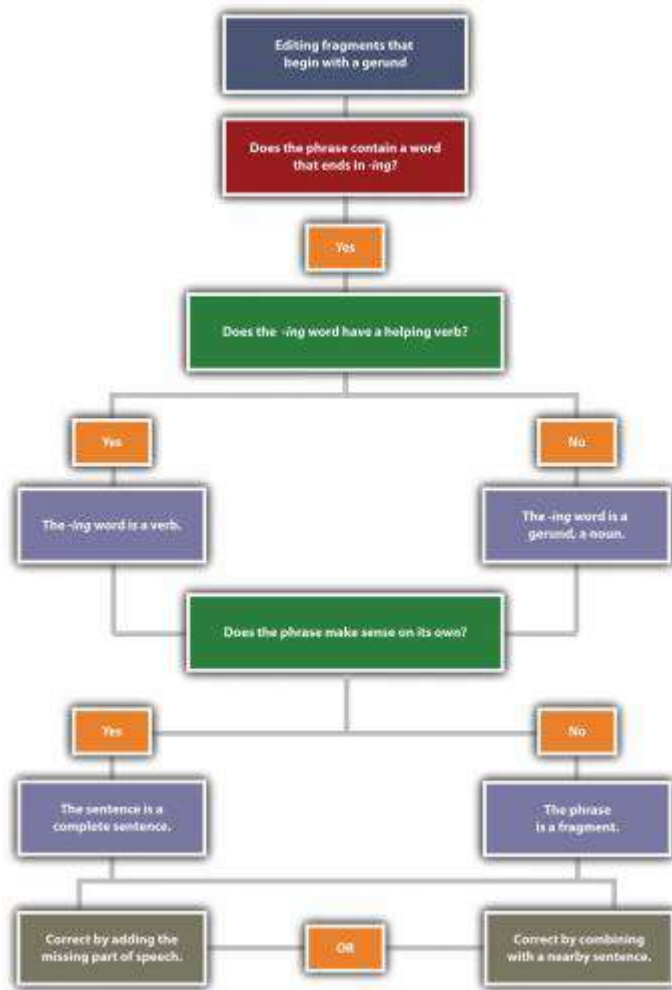 Editing fragments that
begin with a gerund
Does the phrase contain a word
that ends in -ing?
Yes
Does the -ing word have a helping verb?
Yes
No
The -ing word is a verb.
The -ing word is a
gerund, a noun.
Does the phrase make sense on its own?
Yes
No
The sentence is a
complete sentence.
The phrase
is a fragment.
Correct by adding the
missing part of speech.
OR
Correct by combining
with a nearby sentence.